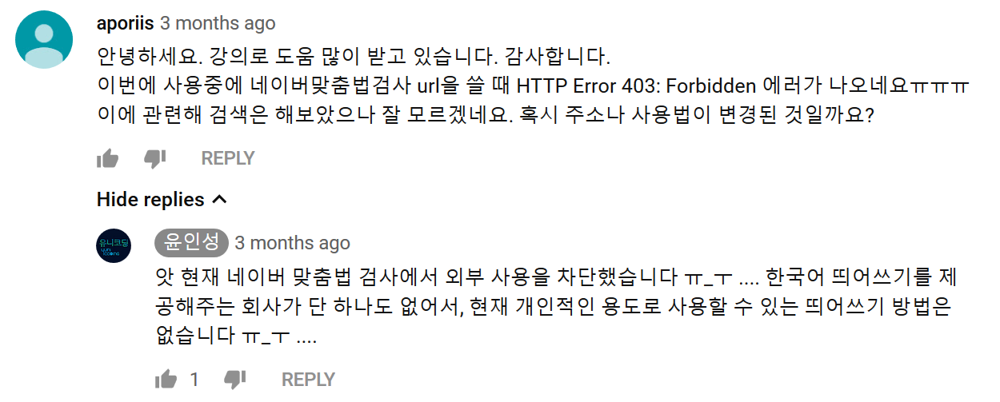 aporiis 3 months ago
안녕하세요. 강의로 도움 많이 받고 있습니다. 감사합니다.
이번에 사용중에 네이버맞춤법검사 url을 쓸 때 HTTP Error 403: Forbidden 에러가 나오네요ㅠㅠㅠ
이에 관련해 검색은 해보았으나 잘 모르겠네요. 혹시 주소나 사용법이 변경된 것일까요?
REPLY
Hide replies
유니코딩
윤인성 3 months ago
앗 현재 네이버 맞춤법 검사에서 외부 사용을 차단했습니다 ㅠ_ㅜ .... 한국어 띄어쓰기를 제
공해주는 회사가 단 하나도 없어서, 현재 개인적인 용도로 사용할 수 있는 띄어쓰기 방법은
없습니다 ㅠ_ㅜ ....
1 REPLY